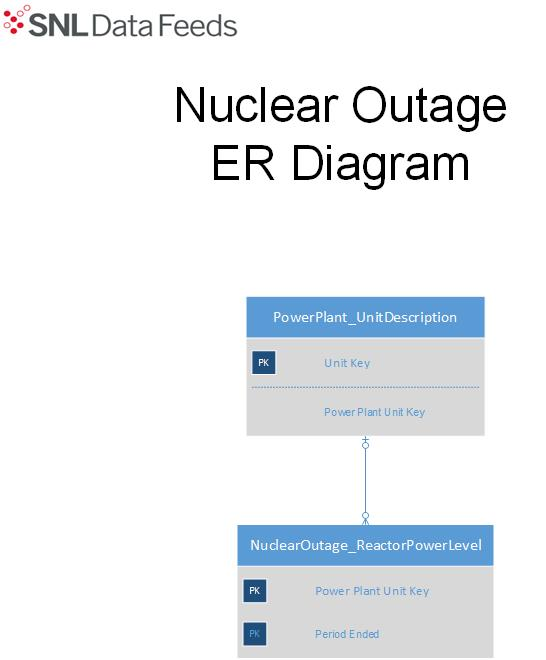 SNL Data Feeds
Nuclear Outage
ER Diagram
PowerPlant_UnitDescription
PK Unit Key
Power Plant Unit Key
NuclearOutage_ReactorPowerLevel
PK Power Plant Unit Key
PK Period Ended